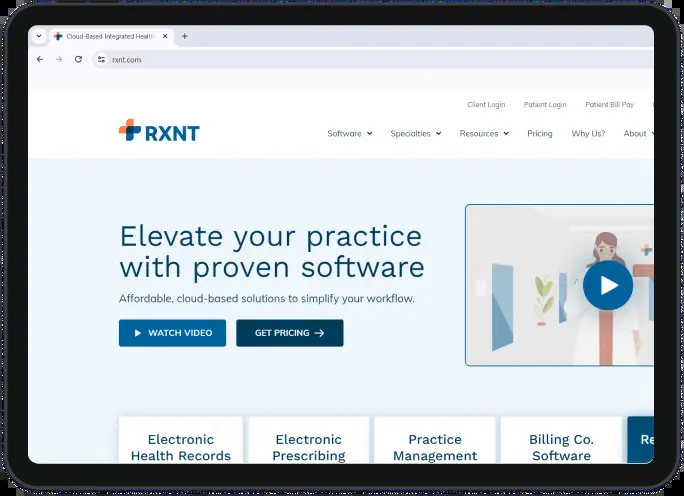 Cloud-Based Integrated Health
rxnt.com
Client Login Patient Login Patient Bill Pay
RXNT
Software Specialties Resources Pricing Why Us? About
Elevate your practice
with proven software
Affordable, cloud-based solutions to simplify your workflow.
WATCH VIDEO GET PRICING
Electronic
Health Records
Electronic
Prescribing
Practice
Management
Billing Co.
Software
Re